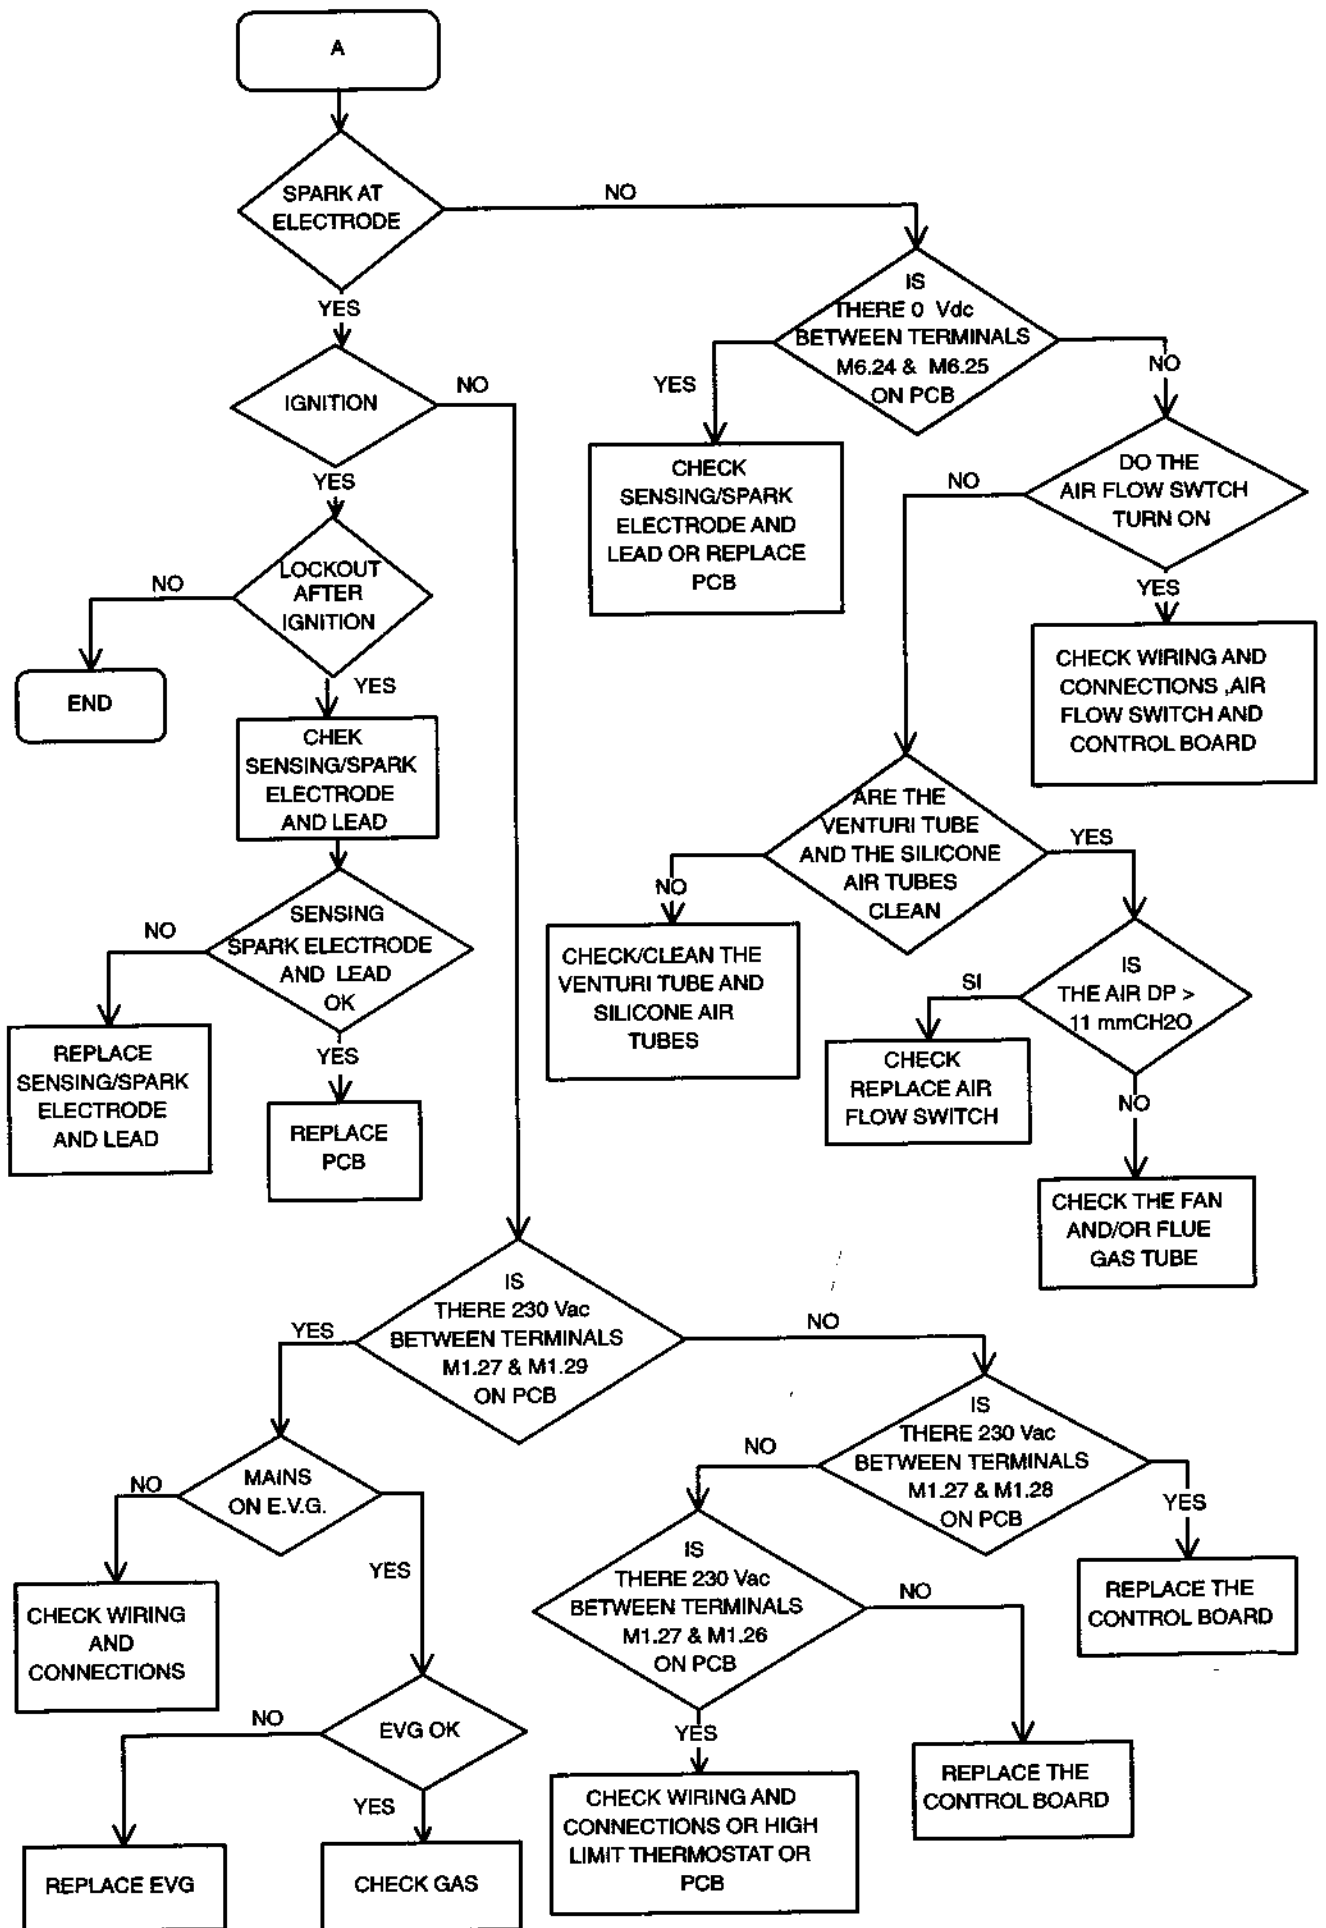 A
SPARK AT
ELECTRODE
NO
YES
IS
THERE 0 Vdc
BETWEEN TERMINALS
M6.24 & M6.25
ON PCB
YES
NO
IGNITION
NO
YES
CHECK
SENSING/SPARK
ELECTRODE AND
LEAD OR REPLACE
PCB
DO THE
AIR FLOW SWTCH
TURN ON
NO
YES
LOCKOUT
AFTER
IGNITION
NO
YES
END
CHECK WIRING AND
CONNECTIONS ,AIR
FLOW SWITCH AND
CONTROL BOARD
CHEK
SENSING/SPARK
ELECTRODE
AND LEAD
ARE THE
VENTURI TUBE
AND THE SILICONE
AIR TUBES
CLEAN
YES
NO
SENSING
SPARK ELECTRODE
AND LEAD
OK
NO
YES
CHECK/CLEAN THE
VENTURI TUBE AND
SILICONE AIR
TUBES
IS
THE AIR DP >
11 mmCH2O
SI
NO
REPLACE
SENSING/SPARK
ELECTRODE
AND LEAD
REPLACE
PCB
CHECK
REPLACE AIR
FLOW SWITCH
CHECK THE FAN
AND/OR FLUE
GAS TUBE
IS
THERE 230 Vac
BETWEEN TERMINALS
M1.27 & M1.29
ON PCB
YES
NO
IS
THERE 230 Vac
BETWEEN TERMINALS
M1.27 & M1.28
ON PCB
NO
YES
MAINS
ON E.V.G.
NO
YES
IS
THERE 230 Vac
BETWEEN TERMINALS
M1.27 & M1.26
ON PCB
NO
YES
REPLACE THE
CONTROL BOARD
CHECK WIRING
AND
CONNECTIONS
EVG OK
NO
YES
REPLACE THE
CONTROL BOARD
CHECK WIRING AND
CONNECTIONS OR HIGH
LIMIT THERMOSTAT OR
PCB
REPLACE EVG
CHECK GAS